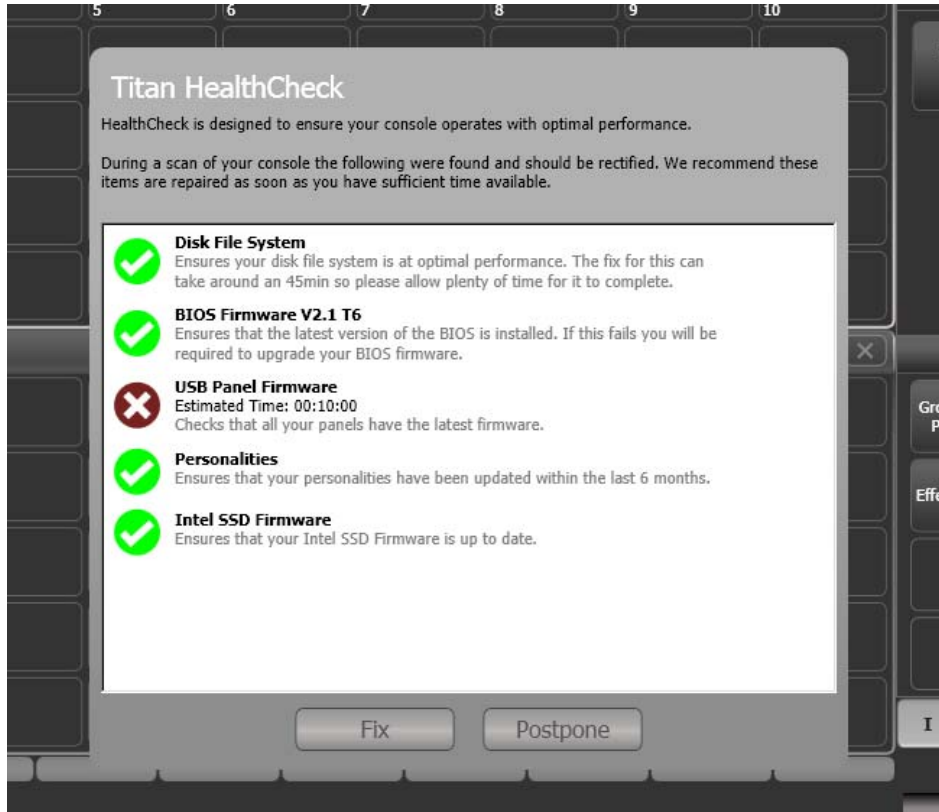 5 6 7 8 9 10
Titan HealthCheck
HealthCheck is designed to ensure your console operates with optimal performance.
During a scan of your console the following were found and should be rectified. We recommend these
items are repaired as soon as you have sufficient time available.
Disk File System
Ensures your disk file system is at optimal performance. The fix for this can
take around an 45min so please allow plenty of time for it to complete.
BIOS Firmware V2.1 T6
Ensures that the latest version of the BIOS is installed. If this fails you will be
required to upgrade your BIOS firmware.
USB Panel Firmware
Estimated Time: 00:10:00
Checks that all your panels have the latest firmware.
Personalities
Ensures that your personalities have been updated within the last 6 months.
Intel SSD Firmware
Ensures that your Intel SSD Firmware is up to date.
Fix
Postpone
Gro
P
Effe
I